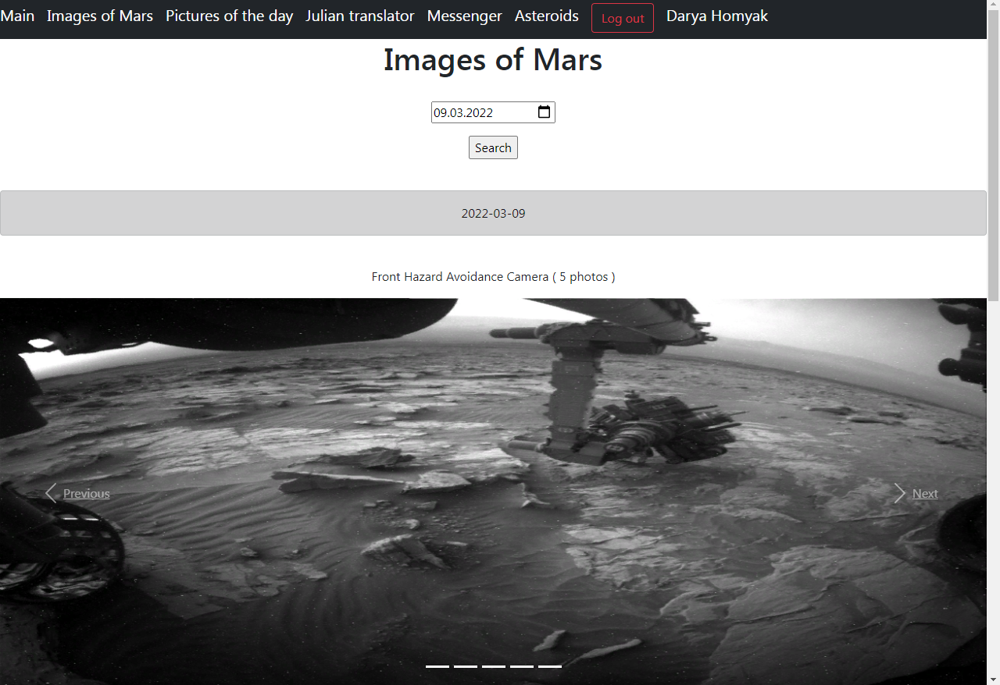 Main Images of Mars Pictures of the day Julian translator Messenger Asteroids Log out Darya Homyak
Images of Mars
09.03.2022
Search
2022-03-09
Front Hazard Avoidance Camera ( 5 photos )
Previous Next